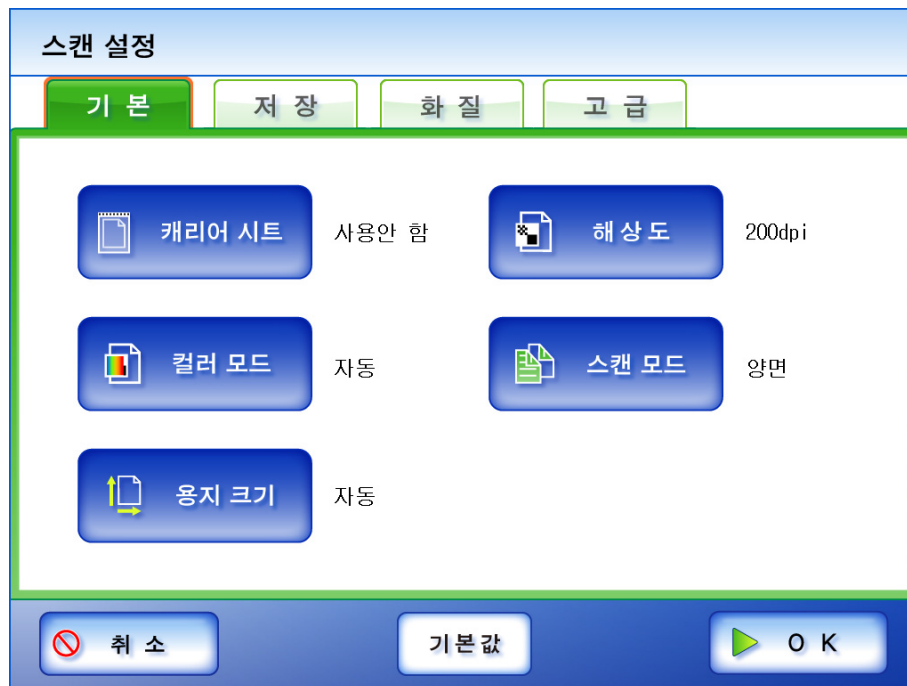 스캔 설정
기 본 저 장 화 질 고 급
캐리어 시트 사용안 함 해 상 도 200dpi
컬러 모드 자동 스캔 모드 양면
용지 크기 자동
취 소 기본값 O K